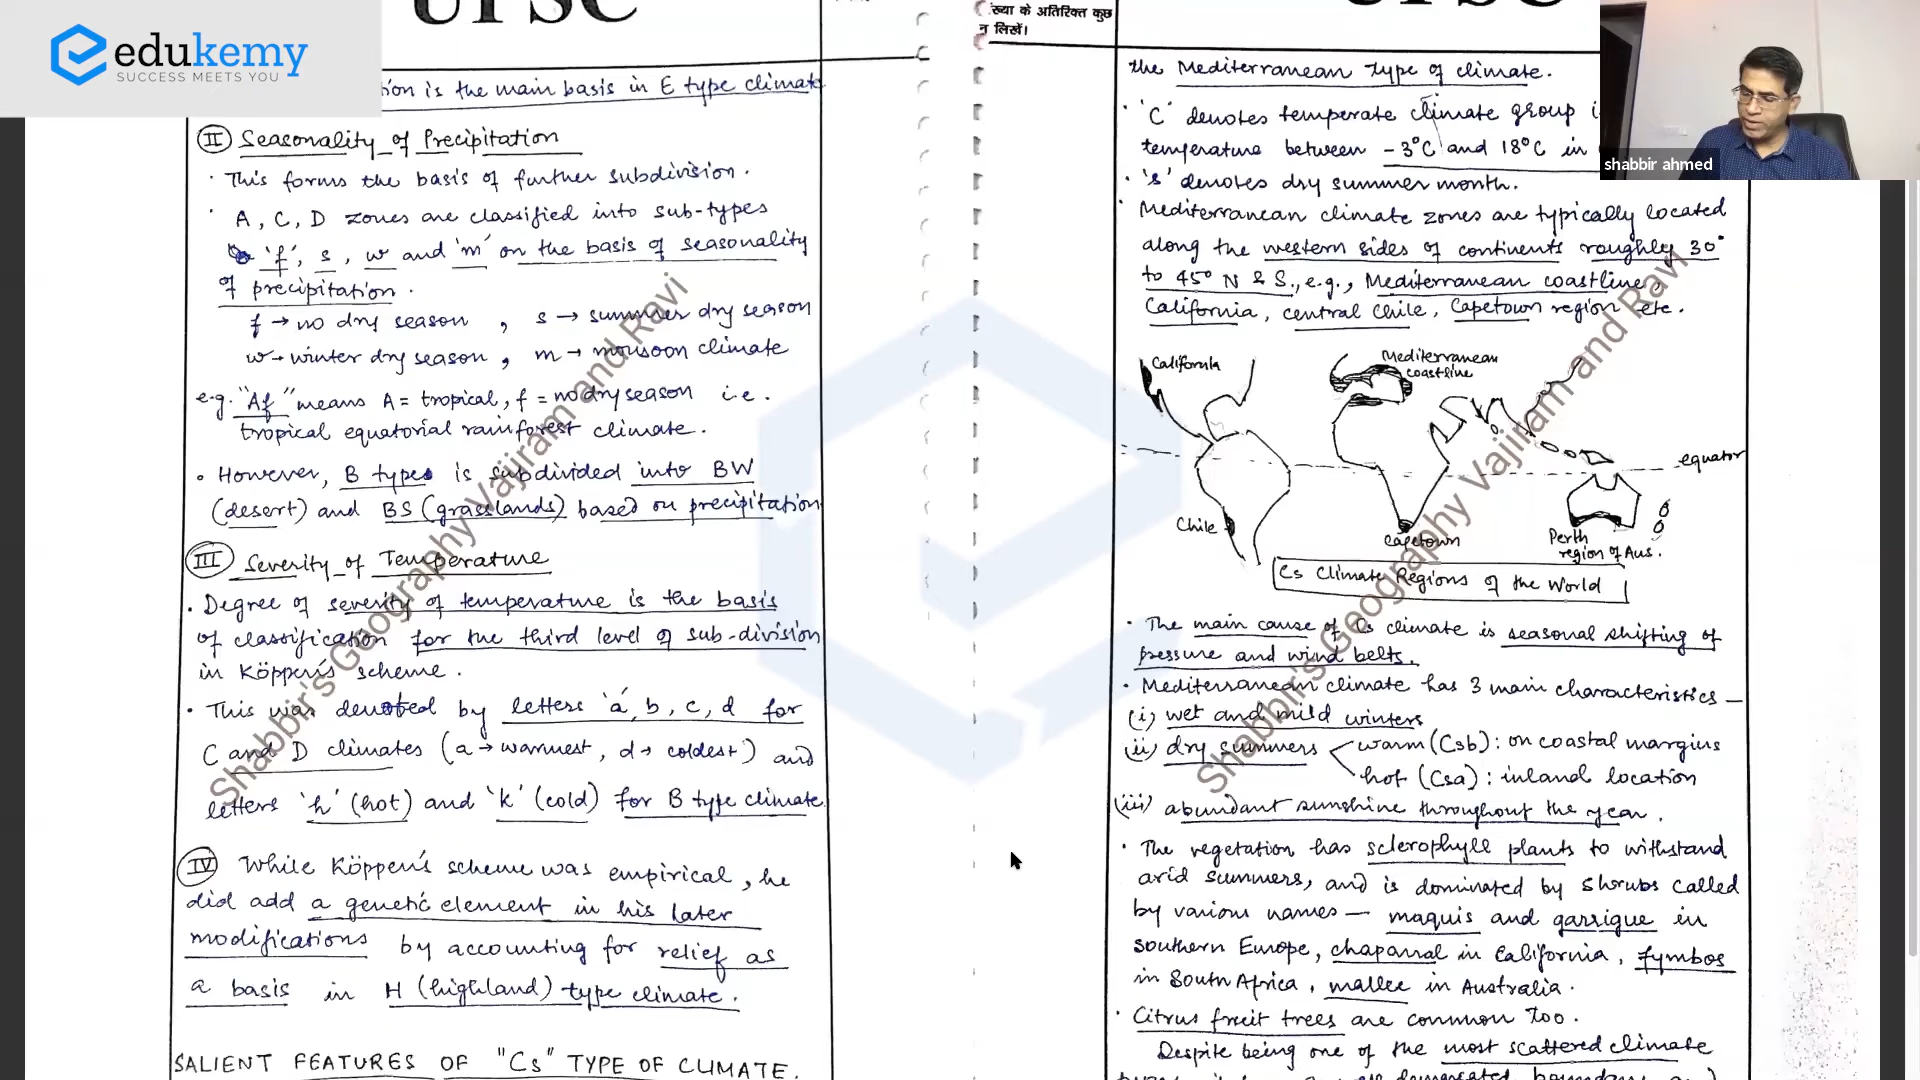 UPSC
edukemy
SUCCESS MEETS YOU
ion is the main basis in E type climate
II Seasonality of Precipitation
· This forms the basis of further subdivision.
· A, C, D zones are classified into sub-types
'f', s, w and 'm' on the basis of seasonality
of precipitation.
f → no dry season , s → summer dry season
w → winter dry season , m → monsoon climate
e.g. "Af" means A = tropical, f = no dry season i.e.
tropical equatorial rainforest climate.
· However, B types is subdivided into BW
(desert) and BS (grasslands) based on precipitation
III Severity of Temperature
· Degree of severity of temperature is the basis
of classification for the third level of sub-division
in Köppen's scheme.
· This was denoted by letters 'a, b, c, d for
C and D climates (a → warmest, d → coldest) and
letters 'h' (hot) and 'k' (cold) for B type climate
IV While Köppen's scheme was empirical, he
did add a genetic element in his later
modifications by accounting for relief as
a basis in H (highland) type climate.
SALIENT FEATURES OF "Cs" TYPE OF CLIMATE.
Shabbir's Geography Vajiram and Ravi
ख्या के अतिरिक्त कुछ
न लिखें।
UPSC
the Mediterranean type of climate.
· 'C' denotes temperate climate group i
temperature between -3°C and 18°C in
· 's' denotes dry summer month.
· Mediterranean climate zones are typically located
along the western sides of continents roughly 30°
to 45° N & S., e.g., Mediterranean coastline,
California, central Chile, Capetown region etc.
California
Mediterranean
coastline
equator
Chile
Capetown
Perth
region of Aus.
Cs Climate Regions of the World
· The main cause of Cs climate is seasonal shifting of
pressure and wind belts.
· Mediterranean climate has 3 main characteristics —
(i) wet and mild winters
(ii) dry summers warm (Csb) : on coastal margins
hot (Csa) : inland location
(iii) abundant sunshine throughout the year.
· The vegetation has sclerophyll plants to withstand
arid summers, and is dominated by shrubs called
by various names — maquis and garrigue in
southern Europe, chaparral in California, fymbos
in South Africa, mallee in Australia.
· Citrus fruit trees are common too.
Despite being one of the most scattered climate
Shabbir's Geography Vajiram and Ravi
shabbir ahmed